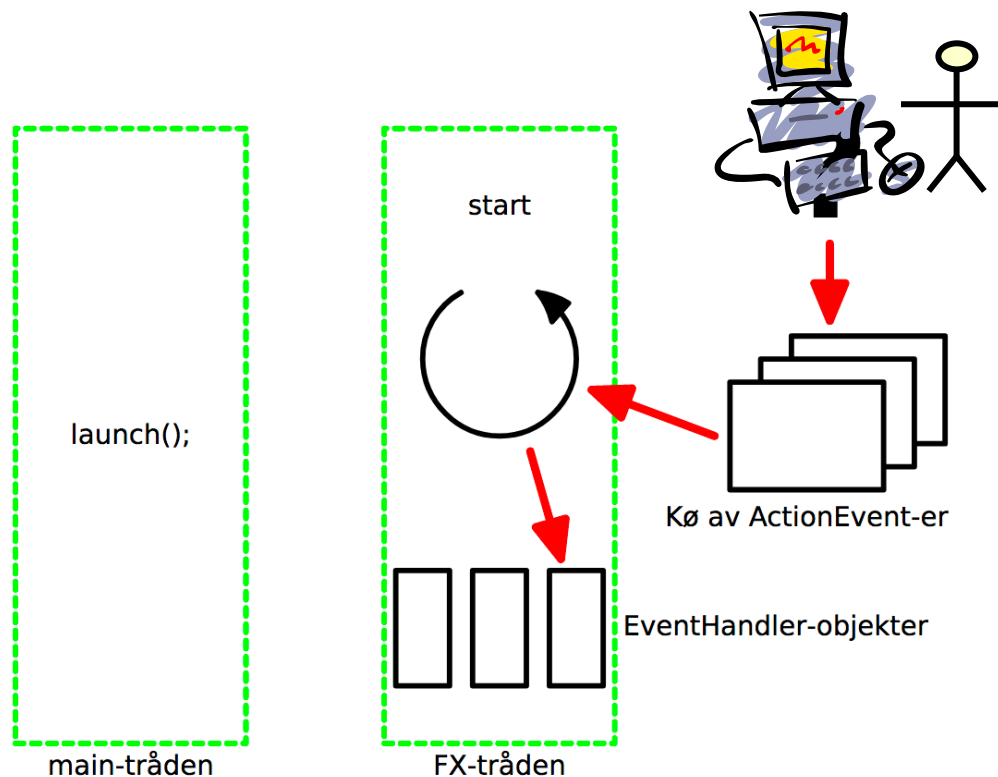 start
launch();
Kø av ActionEvent-er
EventHandler-objekter
main-tråden
FX-tråden